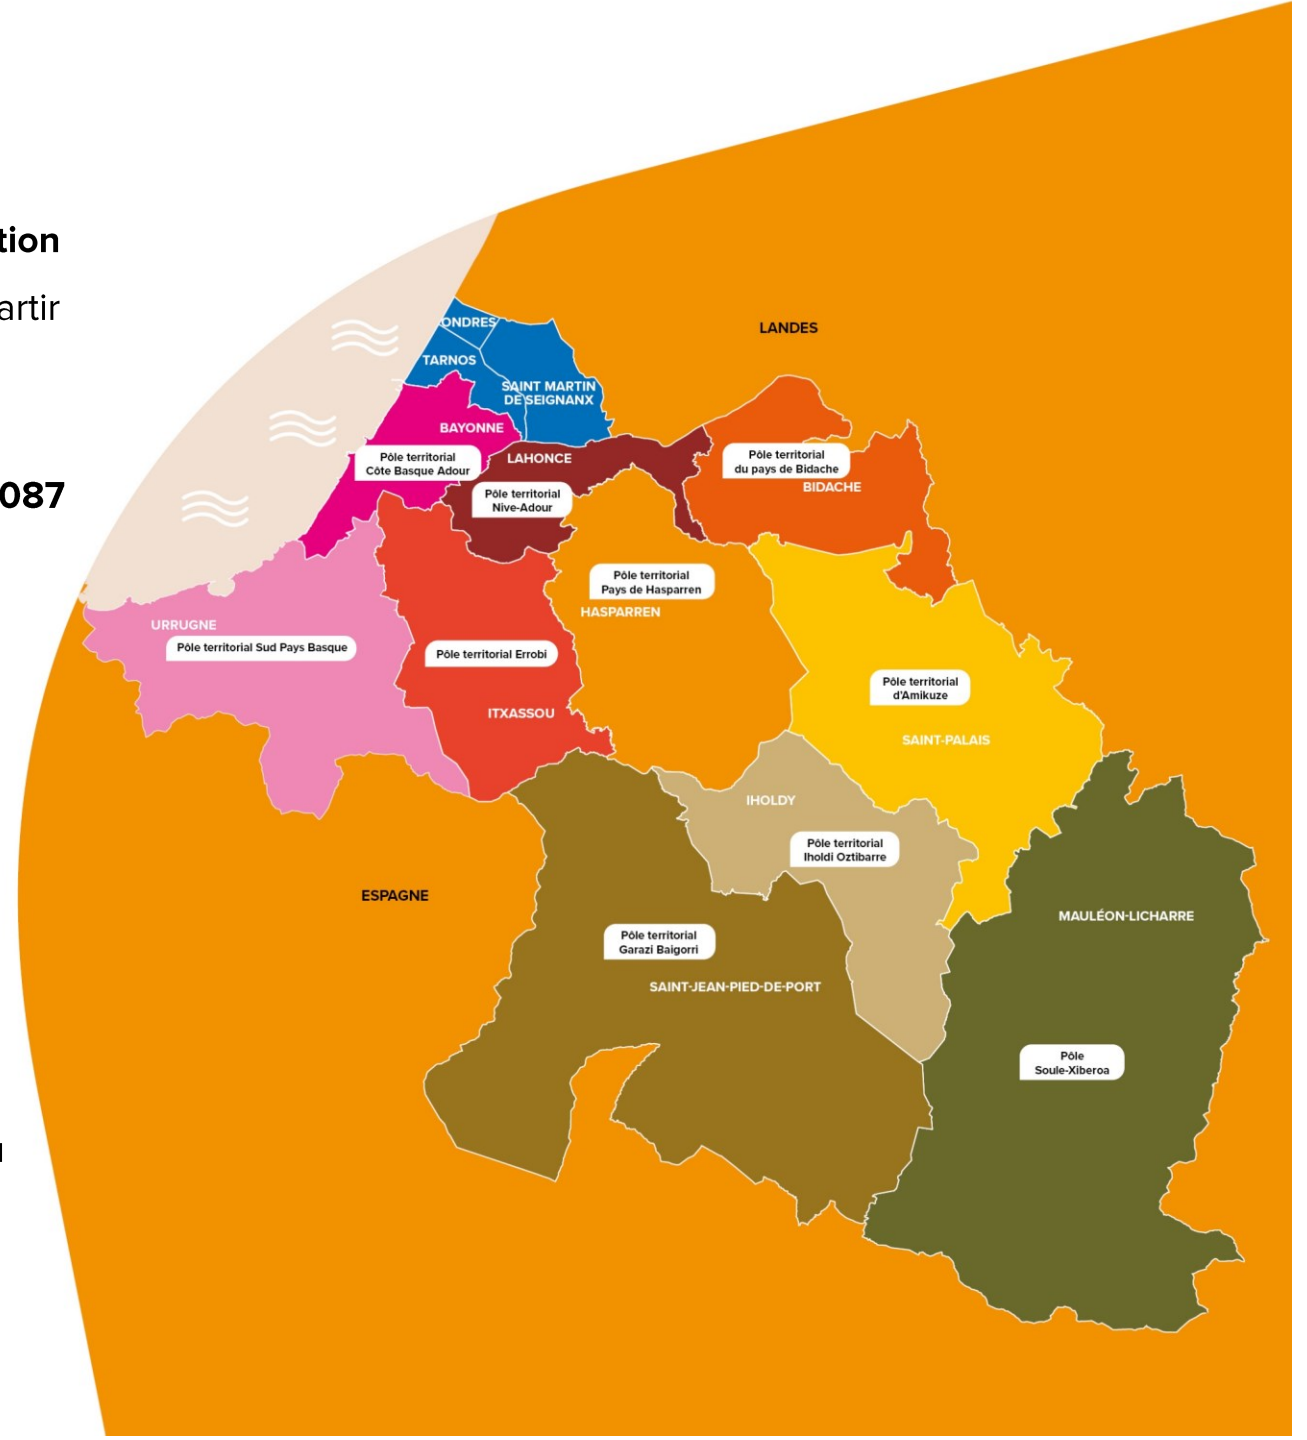 tion
artir
087
ONDRES
TARNOS
SAINT MARTIN
DE SEIGNANX
LANDES
BAYONNE
Pôle territorial
Côte Basque Adour
LAHONCE
Pôle territorial
Nive-Adour
Pôle territorial
du pays de Bidache
BIDACHE
Pôle territorial
Pays de Hasparren
HASPARREN
URRUGNE
Pôle territorial Sud Pays Basque
Pôle territorial Errobi
ITXASSOU
Pôle territorial
d'Amikuze
SAINT-PALAIS
IHOLDY
Pôle territorial
Iholdi Oztibarre
ESPAGNE
Pôle territorial
Garazi Baigorri
SAINT-JEAN-PIED-DE-PORT
MAULÉON-LICHARRE
Pôle
Soule-Xiberoa